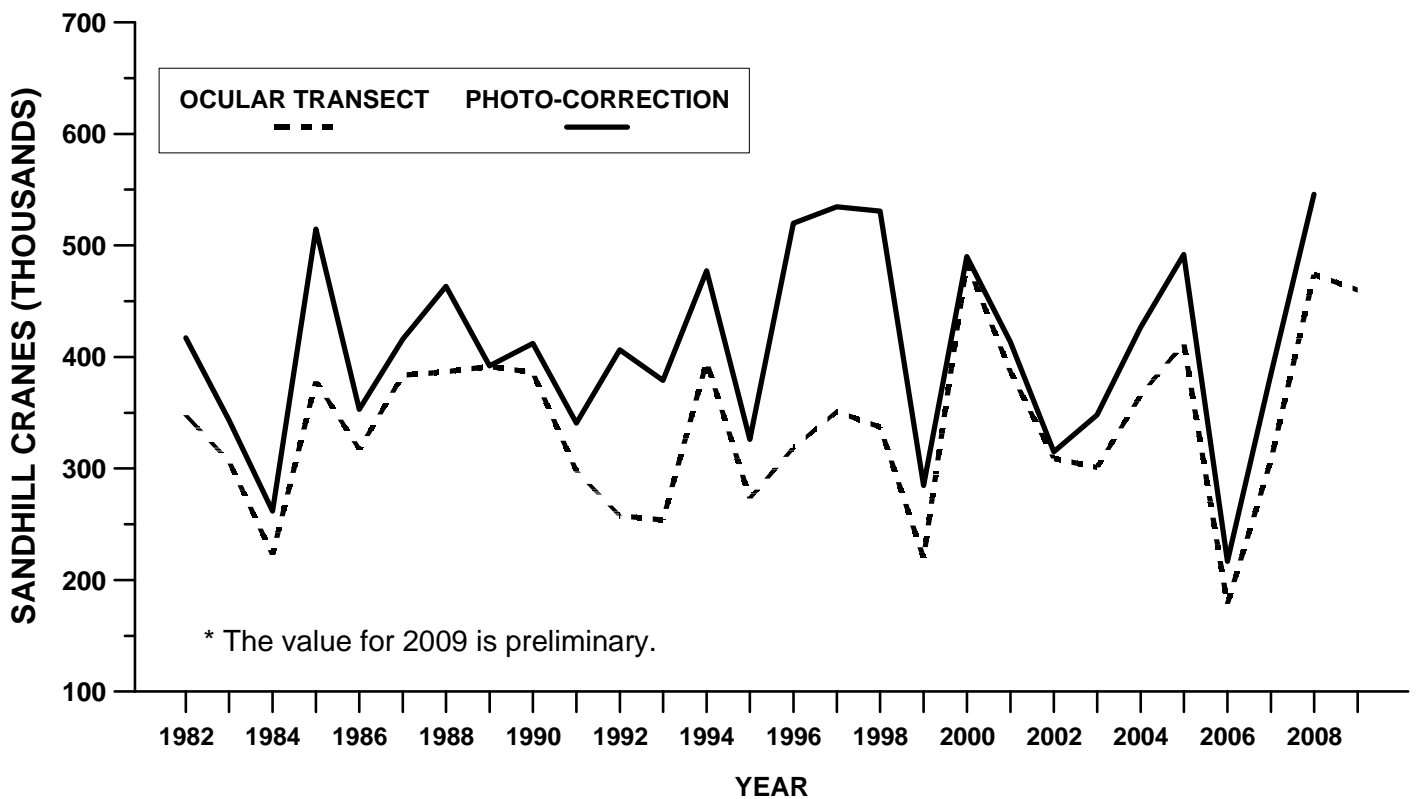 700
600
500
400
300
200
100
SANDHILL CRANES (THOUSANDS)
OCULAR TRANSECT PHOTO-CORRECTION
* The value for 2009 is preliminary.
1982 1984 1986 1988 1990 1992 1994 1996 1998 2000 2002 2004 2006 2008
YEAR